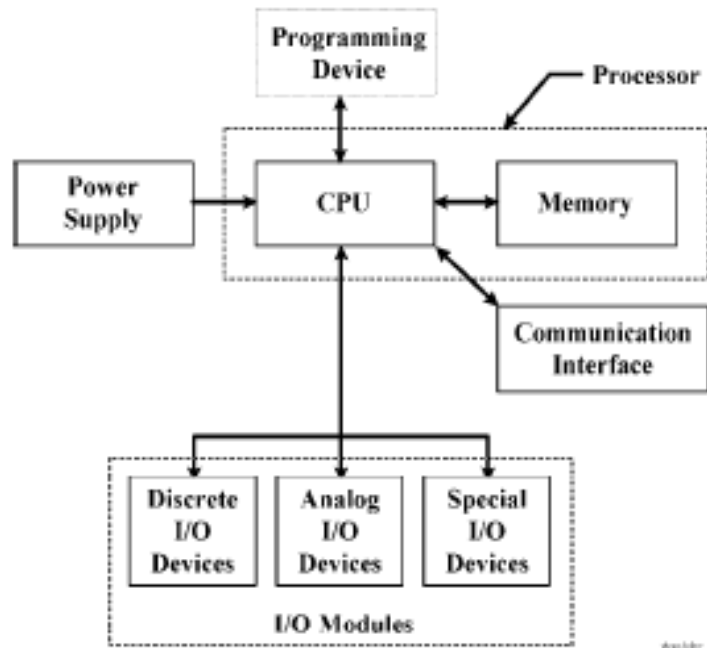 Programming
Device
Processor
Power
Supply
CPU
Memory
Communication
Interface
Discrete
I/O
Devices
Analog
I/O
Devices
Special
I/O
Devices
I/O Modules